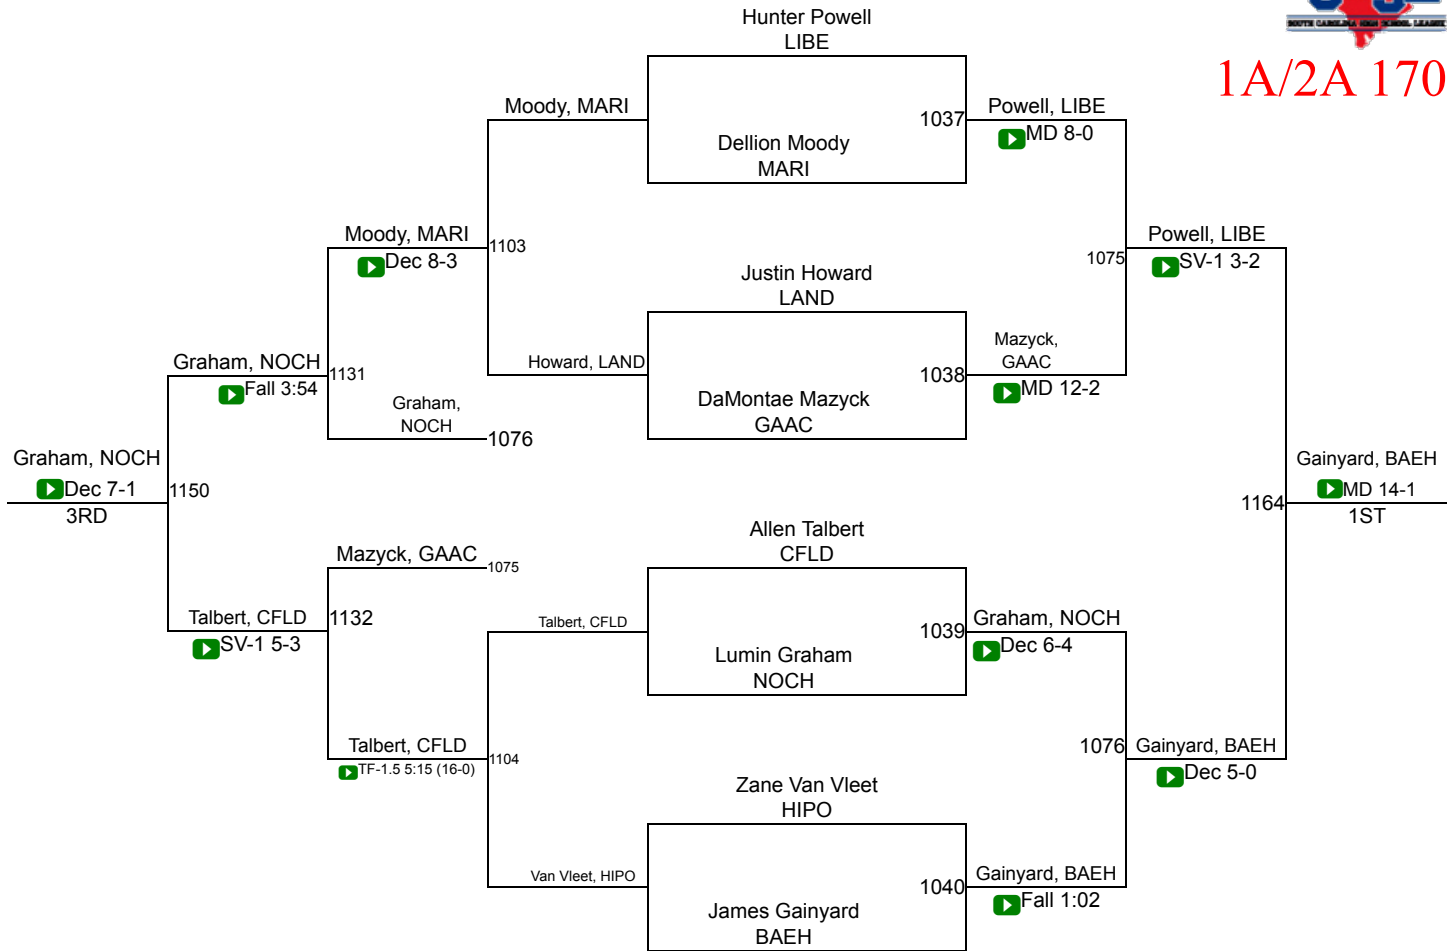 SOUTH CAROLINA HIGH SCHOOL LEAGUE
1A/2A 170
Hunter Powell
LIBE
Moody, MARI
1037
Powell, LIBE
MD 8-0
Dellion Moody
MARI
Moody, MARI
Dec 8-3
1103
1075
Powell, LIBE
SV-1 3-2
Justin Howard
LAND
Howard, LAND
1038
Mazyck,
GAAC
MD 12-2
DaMontae Mazyck
GAAC
Graham, NOCH
Fall 3:54
1131
Graham,
NOCH
1076
Graham, NOCH
Dec 7-1
3RD
1150
1164
Gainyard, BAEH
MD 14-1
1ST
Allen Talbert
CFLD
Mazyck, GAAC
1075
Talbert, CFLD
SV-1 5-3
1132
Talbert, CFLD
1039
Graham, NOCH
Dec 6-4
Lumin Graham
NOCH
Talbert, CFLD
TF-1.5 5:15 (16-0)
1104
1076
Gainyard, BAEH
Dec 5-0
Zane Van Vleet
HIPO
Van Vleet, HIPO
1040
Gainyard, BAEH
Fall 1:02
James Gainyard
BAEH